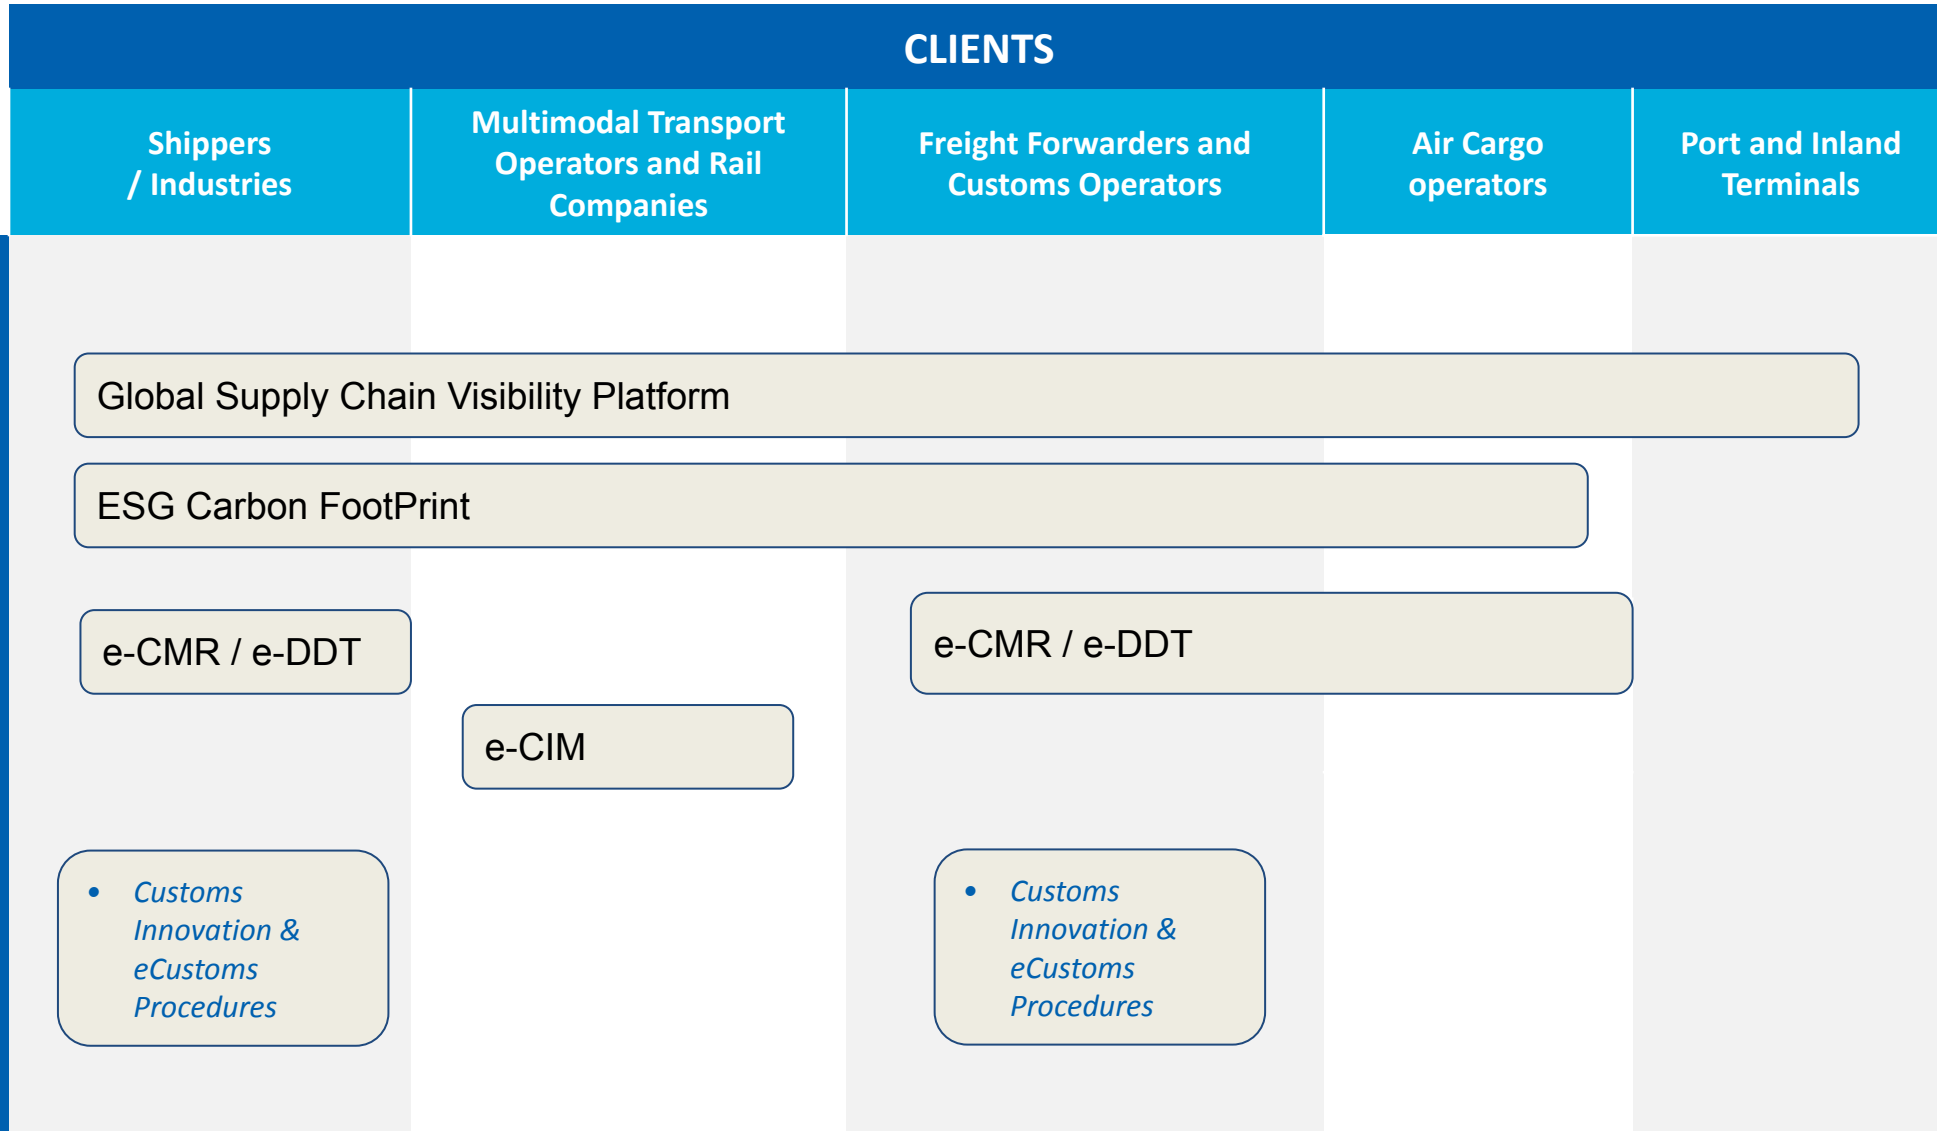 CLIENTS
Shippers
/ Industries
Multimodal Transport
Operators and Rail
Companies
Freight Forwarders and
Customs Operators
Air Cargo
operators
Port and Inland
Terminals
Global Supply Chain Visibility Platform
ESG Carbon FootPrint
e-CMR / e-DDT
e-CMR / e-DDT
e-CIM
• Customs
Innovation &
eCustoms
Procedures
• Customs
Innovation &
eCustoms
Procedures